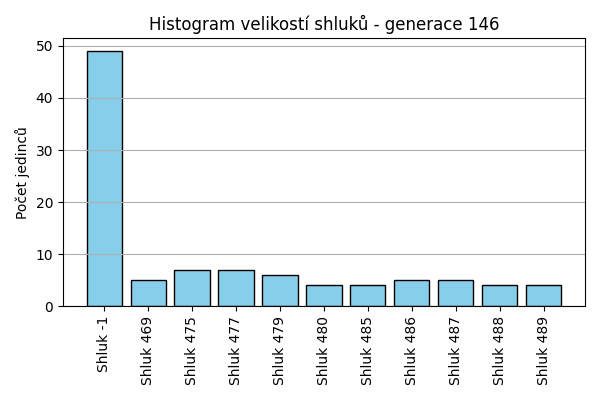 Histogram velikostí shluků - generace 146
Počet jedinců
50
40
30
20
10
0
Shluk -1
Shluk 469
Shluk 475
Shluk 477
Shluk 479
Shluk 480
Shluk 485
Shluk 486
Shluk 487
Shluk 488
Shluk 489